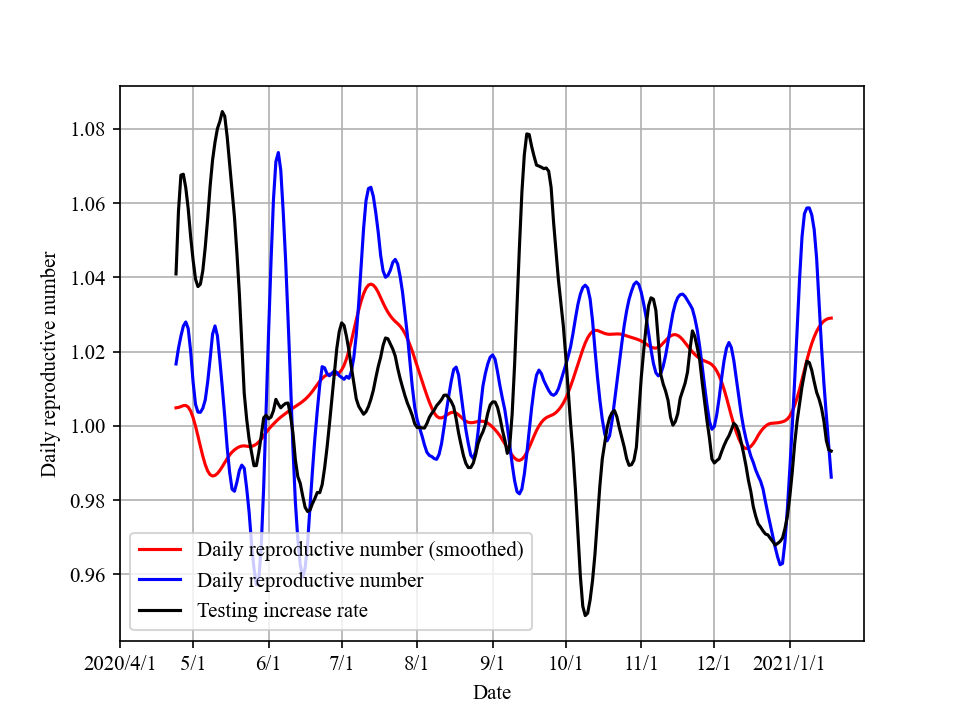 1.08
1.06
1.04
1.02
1.00
0.98
0.96
Daily reproductive number
Daily reproductive number (smoothed)
Daily reproductive number
Testing increase rate
2020/4/1 5/1 6/1 7/1 8/1 9/1 10/1 11/1 12/1 2021/1/1
Date